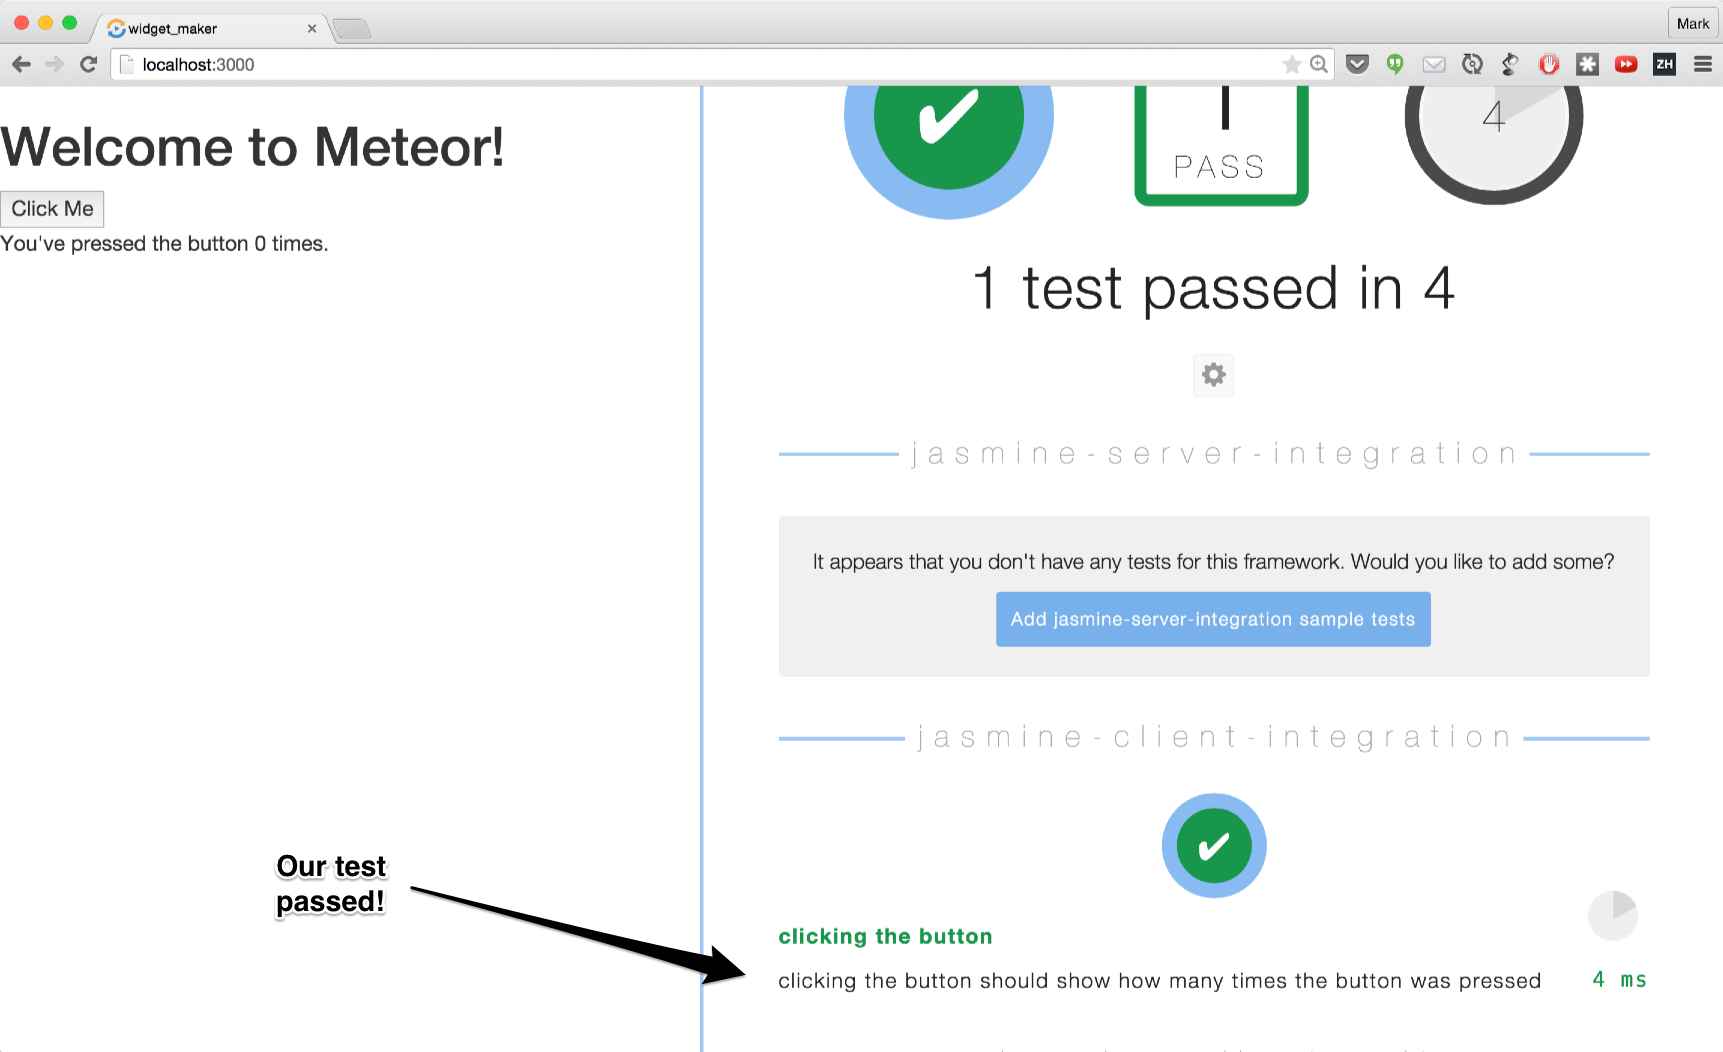 widget_maker
Mark
localhost:3000
ZH
Welcome to Meteor!
Click Me
You've pressed the button 0 times.
PASS
4
1 test passed in 4
jasmine-server-integration
It appears that you don't have any tests for this framework. Would you like to add some?
Add jasmine-server-integration sample tests
jasmine-client-integration
Our test
passed!
clicking the button
clicking the button should show how many times the button was pressed
4 ms